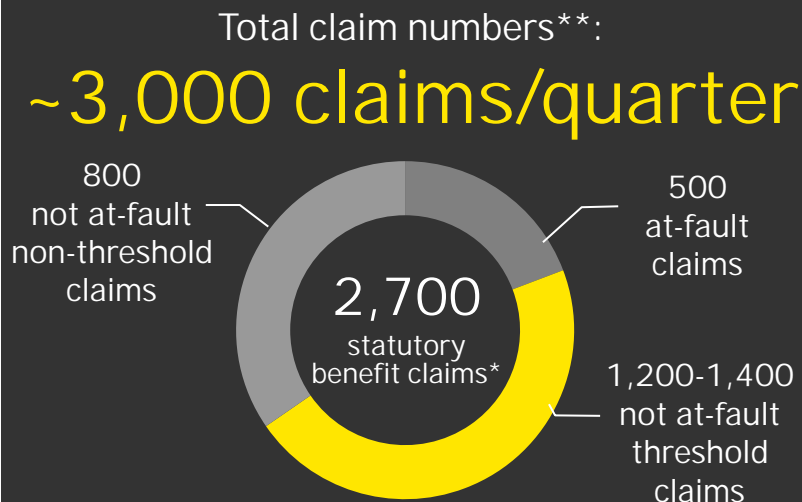 Total claim numbers**:
~3,000 claims/quarter
800
not at-fault
non-threshold
claims
500
at-fault
claims
2,700
statutory
benefit claims*
1,200-1,400
not at-fault
threshold
claims